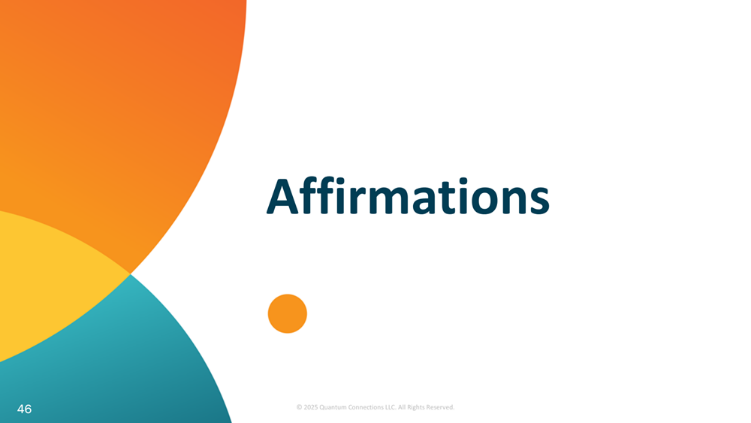 Affirmations
46
© 2025 Quantum Connections LLC. All Rights Reserved.